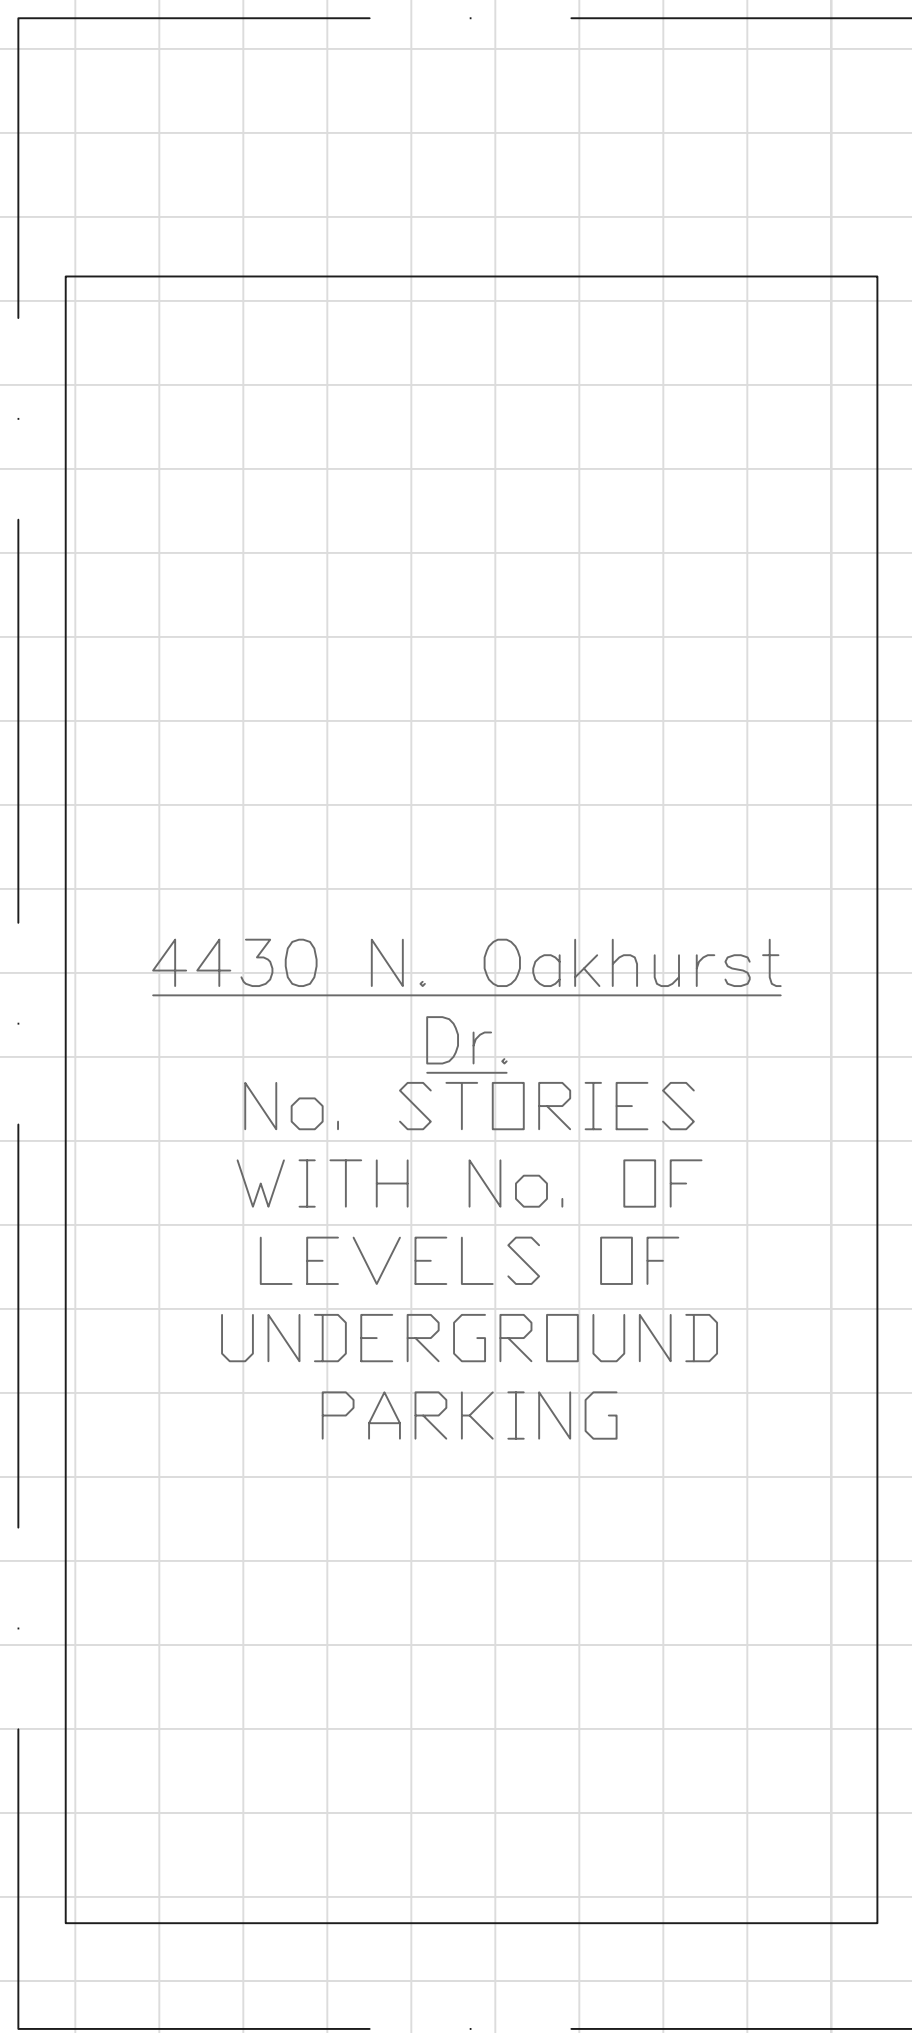 4430 N. Oakhurst
Dr.
No. STORIES
WITH No. OF
LEVELS OF
UNDERGROUND
PARKING